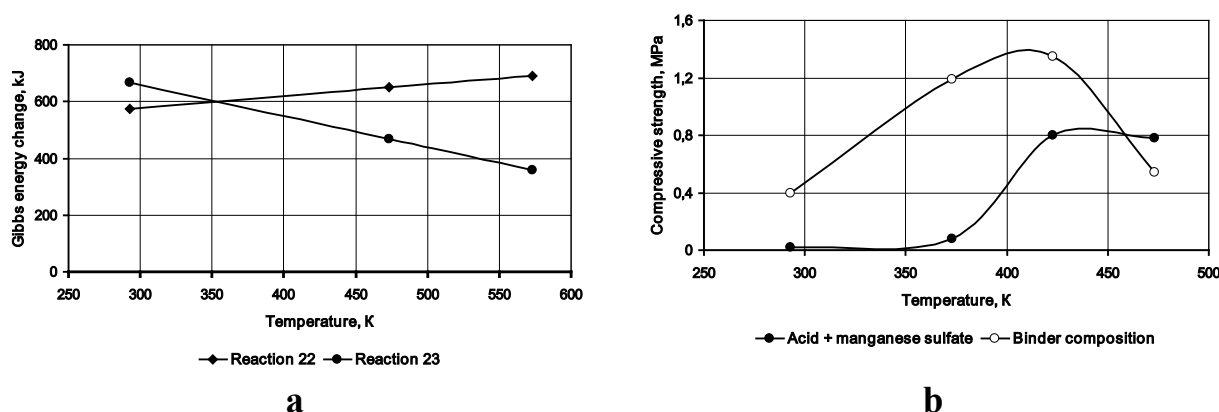 800
600
400
200
0
Gibbs energy change, kJ
250 300 350 400 450 500 550 600
Temperature, K
Reaction 22 Reaction 23
a
1,6
1,2
0,8
0,4
0
Compressive strength, MPa
250 300 350 400 450 500
Temperature, K
Acid + manganese sulfate Binder composition
b